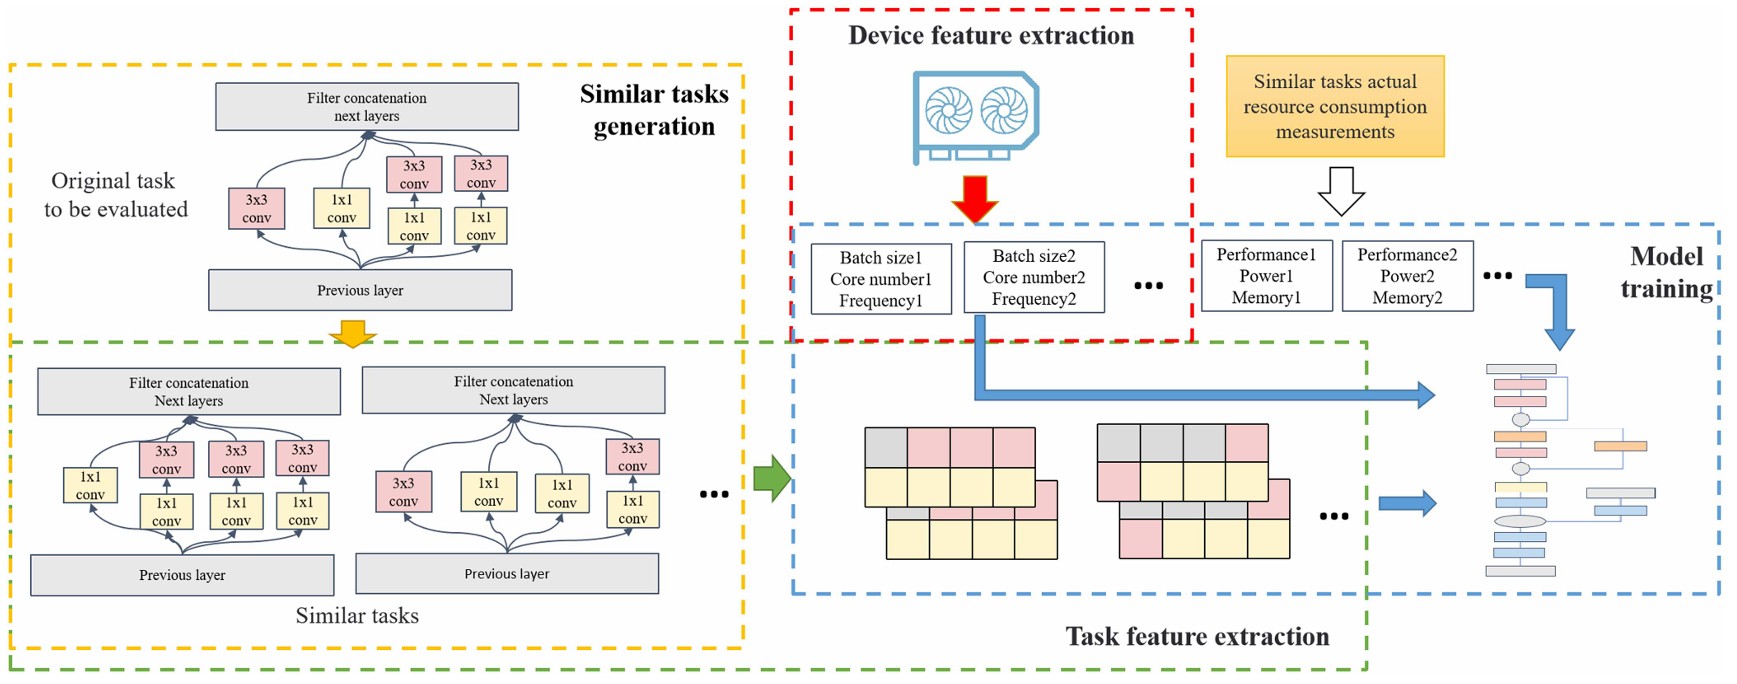 Similar tasks
generation
Filter concatenation
next layers
Original task
to be evaluated
3x3
conv
1x1
conv
3x3
conv
1x1
conv
3x3
conv
1x1
conv
Previous layer
Filter concatenation
Next layers
1x1
conv
3x3
conv
1x1
conv
3x3
conv
1x1
conv
3x3
conv
1x1
conv
Previous layer
Filter concatenation
Next layers
3x3
conv
1x1
conv
1x1
conv
3x3
conv
1x1
conv
Previous layer
...
Similar tasks
Device feature extraction
Similar tasks actual
resource consumption
measurements
Batch size1
Core number1
Frequency1
Batch size2
Core number2
Frequency2
...
Performance1
Power1
Memory1
Performance2
Power2
Memory2
...
Model
training
...
Task feature extraction